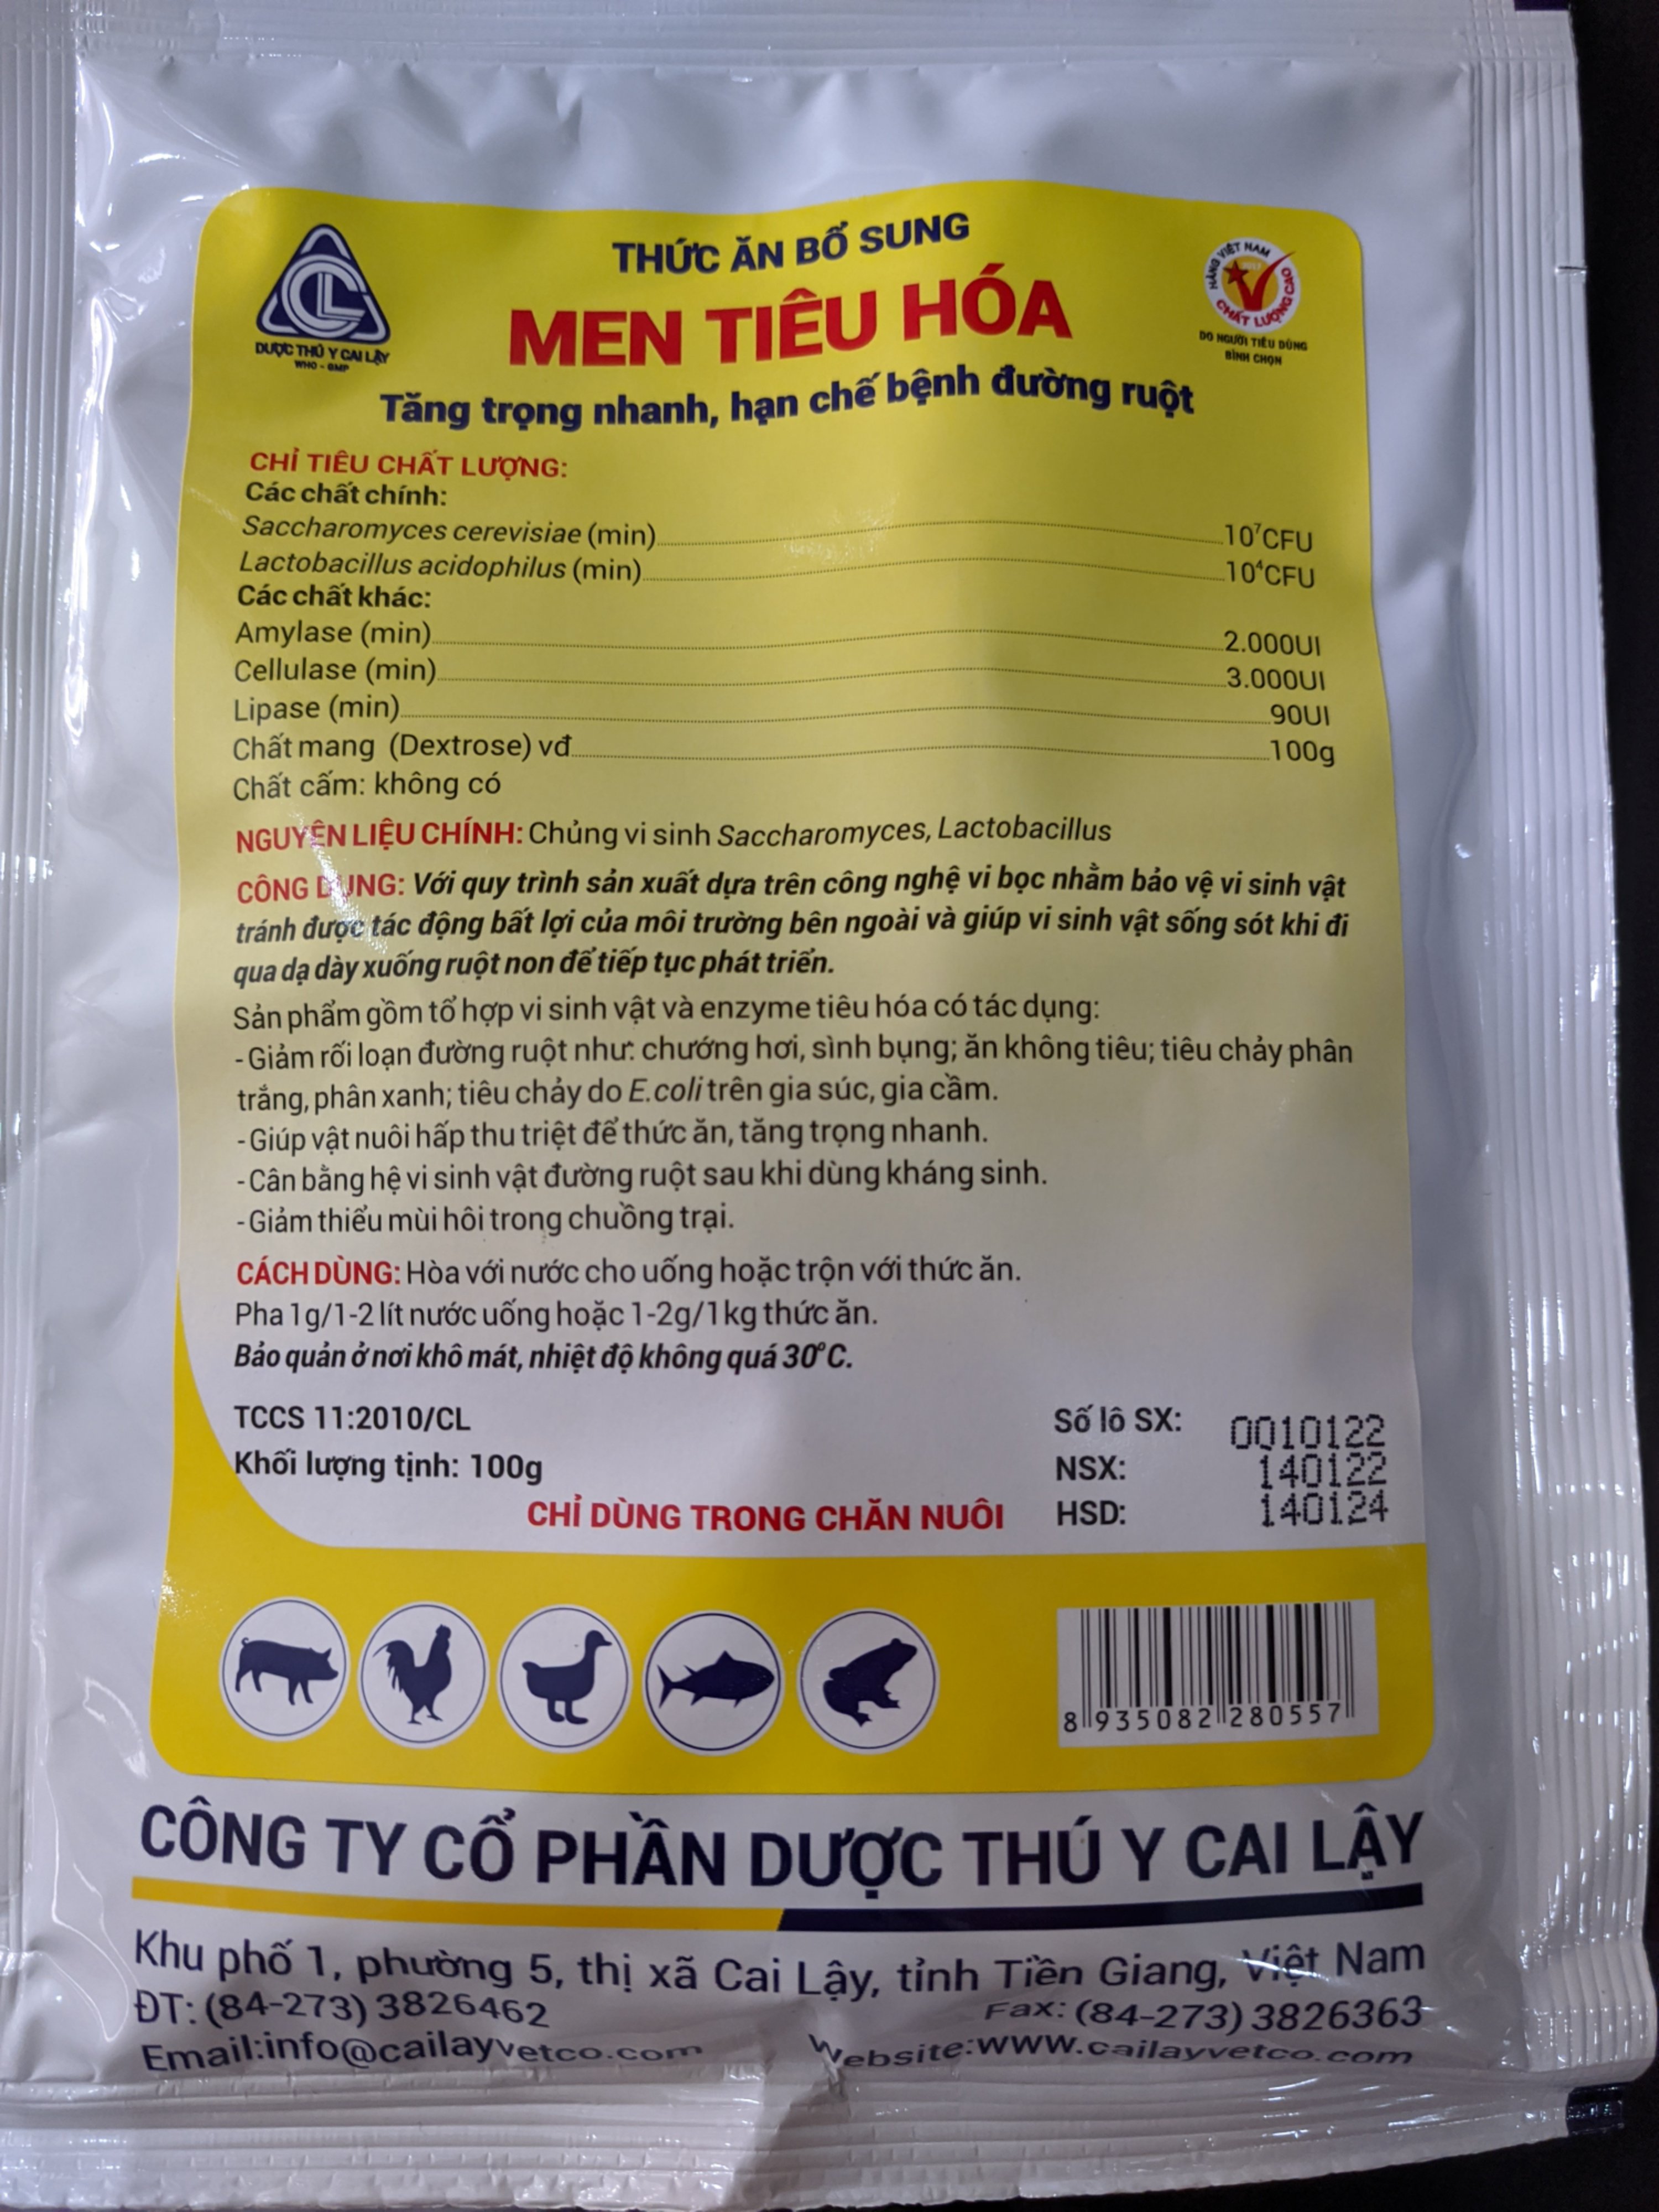 THỨC ĂN BỔ SUNG
MEN TIÊU HÓA
Tăng trọng nhanh, hạn chế bệnh đường ruột
CL
DƯỢC THÚ Y CAI LẬY
WHO - GMP
HÀNG VIỆT NAM
CHẤT LƯỢNG CAO
DO NGƯỜI TIÊU DÙNG
BÌNH CHỌN
CHỈ TIÊU CHẤT LƯỢNG:
Các chất chính:
Saccharomyces cerevisiae (min) 10⁷CFU
Lactobacillus acidophilus (min) 10⁴CFU
Các chất khác:
Amylase (min) 2.000UI
Cellulase (min) 3.000UI
Lipase (min) 90UI
Chất mang (Dextrose) vđ 100g
Chất cấm: không có
NGUYÊN LIỆU CHÍNH: Chủng vi sinh Saccharomyces, Lactobacillus
CÔNG DỤNG: Với quy trình sản xuất dựa trên công nghệ vi bọc nhằm bảo vệ vi sinh vật
tránh được tác động bất lợi của môi trường bên ngoài và giúp vi sinh vật sống sót khi đi
qua dạ dày xuống ruột non để tiếp tục phát triển.
Sản phẩm gồm tổ hợp vi sinh vật và enzyme tiêu hóa có tác dụng:
- Giảm rối loạn đường ruột như: chướng hơi, sình bụng; ăn không tiêu; tiêu chảy phân
trắng, phân xanh; tiêu chảy do E.coli trên gia súc, gia cầm.
- Giúp vật nuôi hấp thu triệt để thức ăn, tăng trọng nhanh.
- Cân bằng hệ vi sinh vật đường ruột sau khi dùng kháng sinh.
- Giảm thiểu mùi hôi trong chuồng trại.
CÁCH DÙNG: Hòa với nước cho uống hoặc trộn với thức ăn.
Pha 1g/1-2 lít nước uống hoặc 1-2g/1kg thức ăn.
Bảo quản ở nơi khô mát, nhiệt độ không quá 30°C.
TCCS 11:2010/CL
Khối lượng tịnh: 100g
CHỈ DÙNG TRONG CHĂN NUÔI
Số lô SX: 0010122
NSX: 140122
HSD: 140124
8 935082 280557
CÔNG TY CỔ PHẦN DƯỢC THÚ Y CAI LẬY
Khu phố 1, phường 5, thị xã Cai Lậy, tỉnh Tiền Giang, Việt Nam
ĐT: (84-273) 3826462 Fax: (84-273) 3826363
Email:info@cailayvetco.com Website:WWW.cailayvetco.com